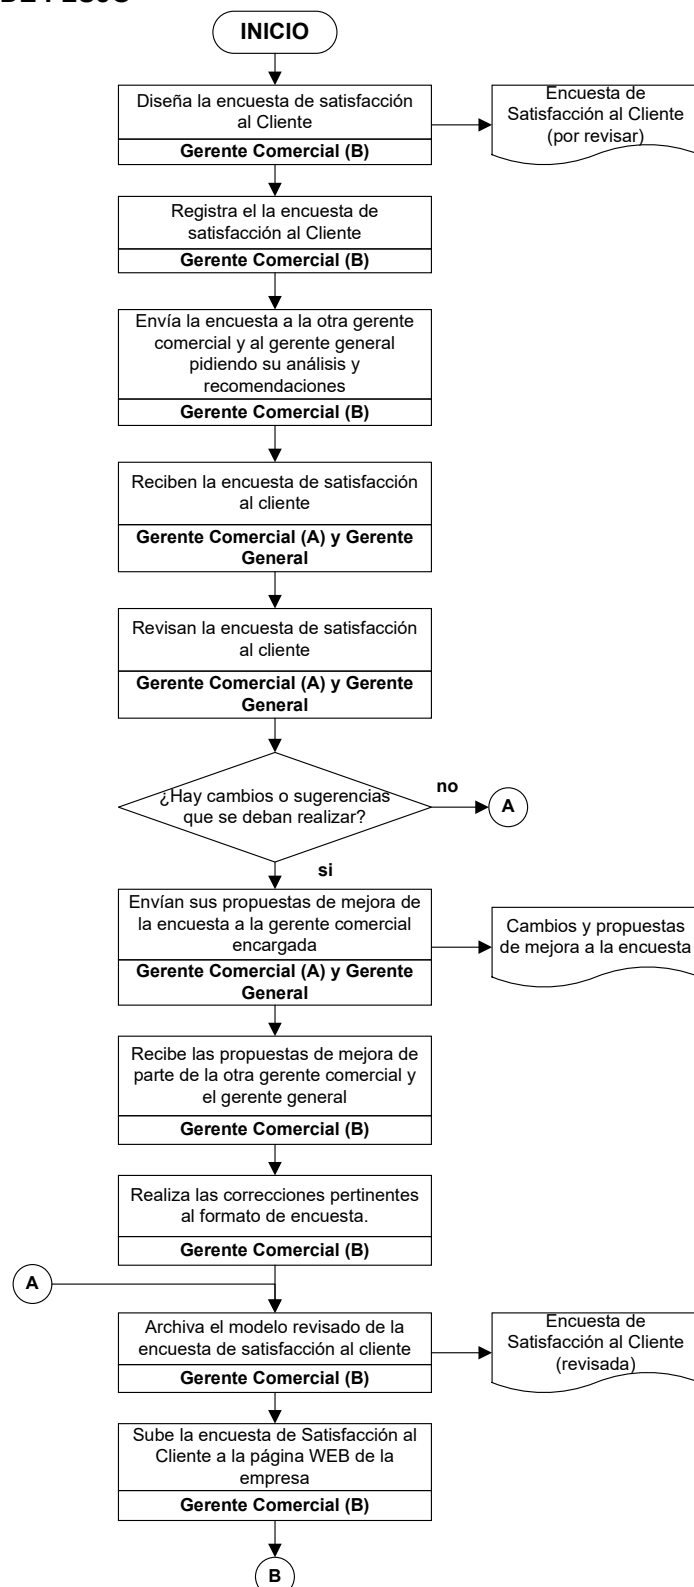 INICIO
Diseña la encuesta de satisfacción
al Cliente
Gerente Comercial (B)
Encuesta de
Satisfacción al Cliente
(por revisar)
Registra el la encuesta de
satisfacción al Cliente
Gerente Comercial (B)
Envía la encuesta a la otra gerente
comercial y al gerente general
pidiendo su análisis y
recomendaciones
Gerente Comercial (B)
Reciben la encuesta de satisfacción
al cliente
Gerente Comercial (A) y Gerente
General
Revisan la encuesta de satisfacción
al cliente
Gerente Comercial (A) y Gerente
General
¿Hay cambios o sugerencias
que se deban realizar?
no
A
si
Envían sus propuestas de mejora de
la encuesta a la gerente comercial
encargada
Gerente Comercial (A) y Gerente
General
Cambios y propuestas
de mejora a la encuesta
Recibe las propuestas de mejora de
parte de la otra gerente comercial y
el gerente general
Gerente Comercial (B)
Realiza las correcciones pertinentes
al formato de encuesta.
Gerente Comercial (B)
A
Archiva el modelo revisado de la
encuesta de satisfacción al cliente
Gerente Comercial (B)
Encuesta de
Satisfacción al Cliente
(revisada)
Sube la encuesta de Satisfacción al
Cliente a la página WEB de la
empresa
Gerente Comercial (B)
B